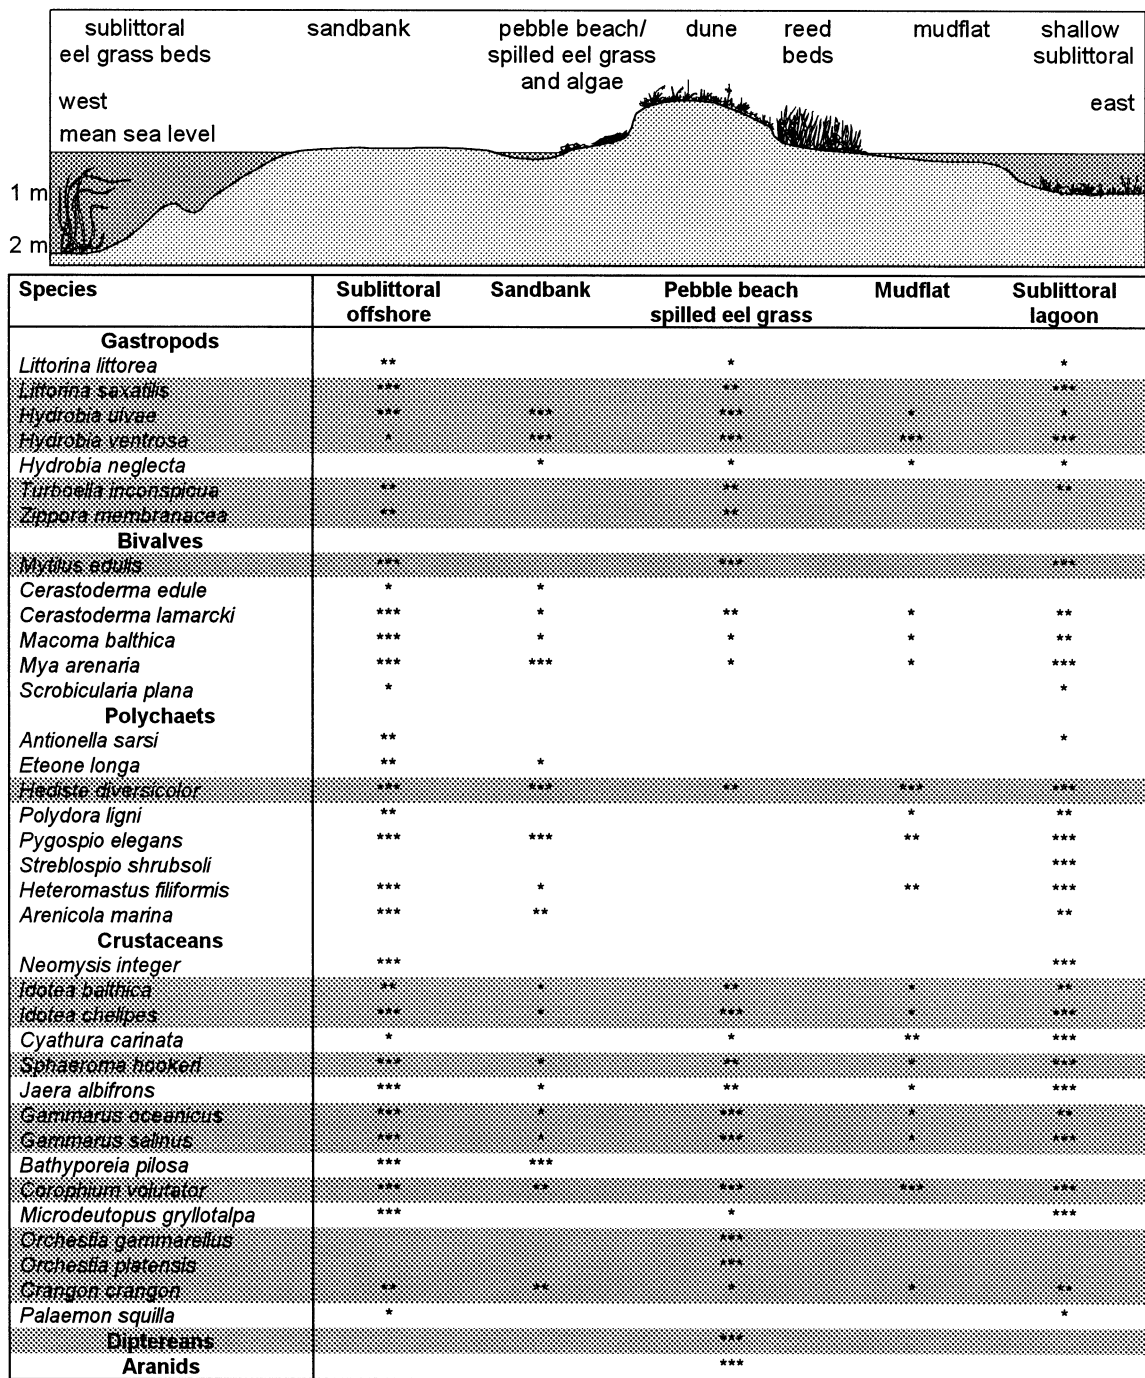 sublittoral sandbank pebble beach/ dune reed mudflat shallow
eel grass beds spilled eel grass beds sublittoral
and algae
west east
mean sea level
1 m
2 m
Species Sublittoral Sandbank Pebble beach Mudflat Sublittoral
offshore spilled eel grass lagoon
Gastropods
Littorina littorea ** * *
Littorina saxatilis *** ** ***
Hydrobia ulvae *** *** *** * *
Hydrobia ventrosa * *** *** *** ***
Hydrobia neglecta * * * *
Turboella inconspicua ** ** **
Zippora membranacea ** **
Bivalves
Mytilus edulis *** *** ***
Cerastoderma edule * *
Cerastoderma lamarcki *** * ** * **
Macoma balthica *** * * * **
Mya arenaria *** *** * * ***
Scrobicularia plana * *
Polychaets
Antionella sarsi ** *
Eteone longa ** *
Hediste diversicolor *** *** ** *** ***
Polydora ligni ** * **
Pygospio elegans *** *** ** ***
Streblospio shrubsoli ***
Heteromastus filiformis *** * ** ***
Arenicola marina *** ** **
Crustaceans
Neomysis integer *** ***
Idotea balthica ** * ** * **
Idotea chelipes *** * *** * ***
Cyathura carinata * * ** ***
Sphaeroma hookeri *** * ** * ***
Jaera albifrons *** * ** * ***
Gammarus oceanicus *** * *** * **
Gammarus salinus *** * *** * ***
Bathyporeia pilosa *** ***
Corophium volutator *** ** *** *** ***
Microdeutopus gryllotalpa *** * ***
Orchestia gammarellus ***
Orchestia platensis ***
Crangon crangon ** ** * * **
Palaemon squilla * *
Diptereans ***
Aranids ***